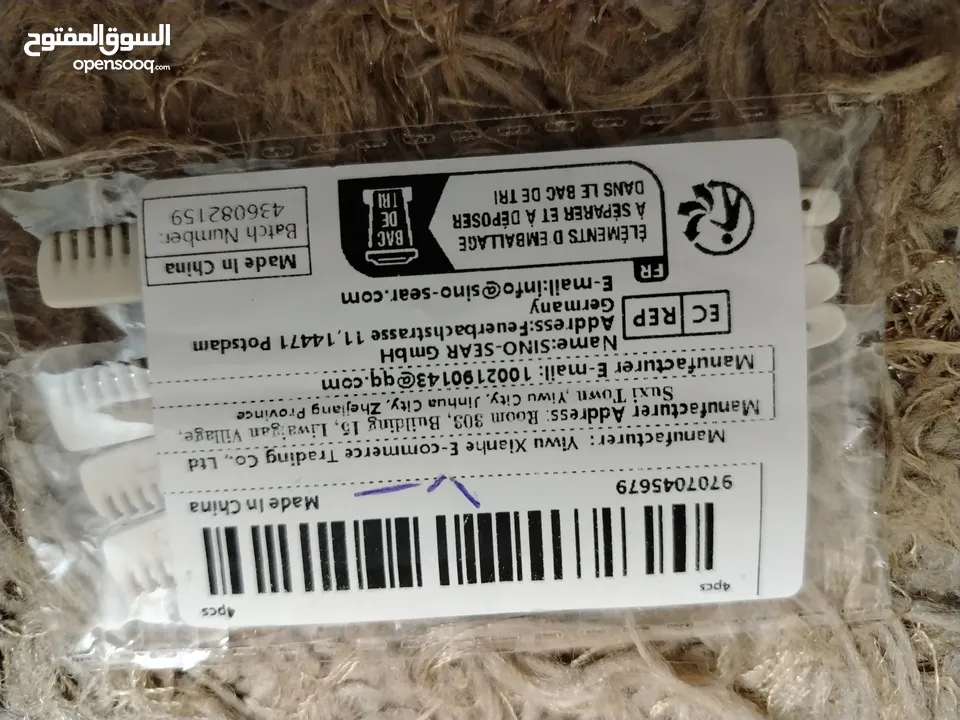 السوق المفتوح
opensooq.com
4pcs
4pcs
9707045679
Made In China
Manufacturer: Yiwu Xianhe E-commerce Trading Co., Ltd
Manufacturer Address: Room 303, Building 15, Liwaigan Village,
Suxi Town, Yiwu City, Jinhua City, Zhejiang Province
Manufacturer E-mail: 1002190143@qq.com
EC REP
Name:SINO-SEAR GmbH
Address:Feuerbachstrasse 11,14471 Potsdam
Germany
E-mail:info@sino-sear.com
FR
ÉLÉMENTS D'EMBALLAGE
À SÉPARER ET À DÉPOSER
DANS LE BAC DE TRI
BAC
DE
TRI
Made In China
Batch Number:
436082159